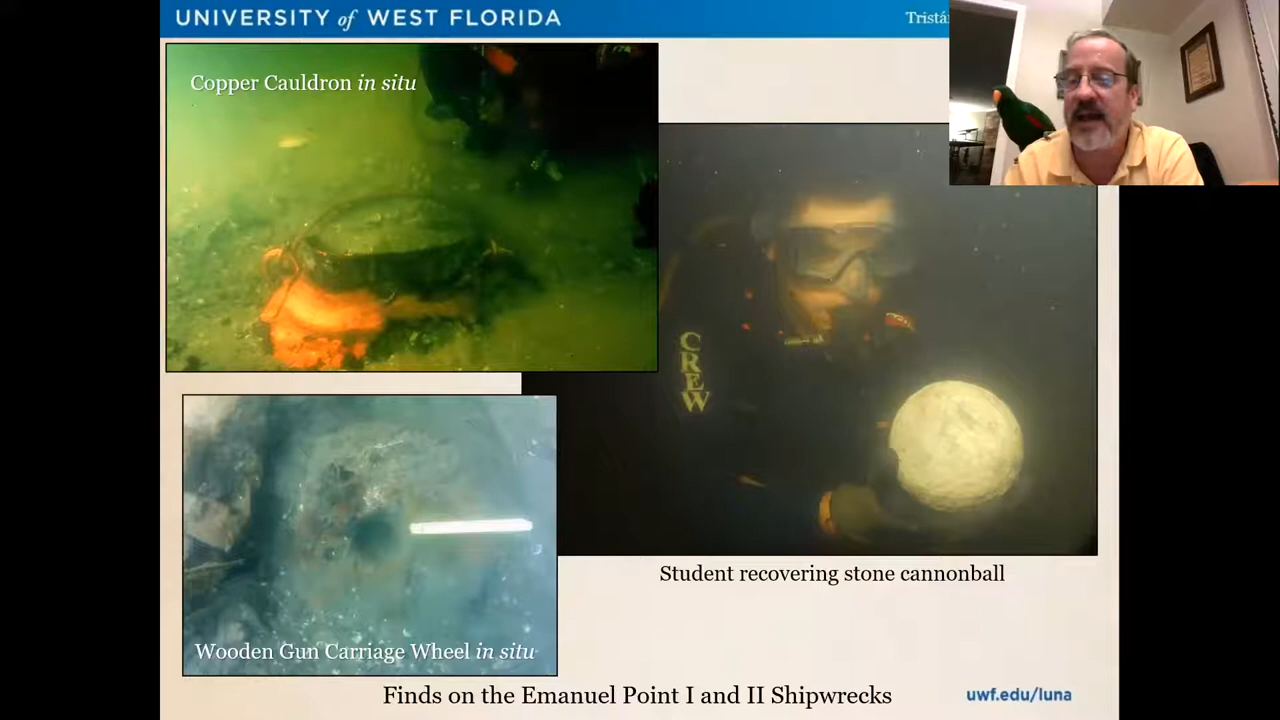 UNIVERSITY of WEST FLORIDA
Tristá
Copper Cauldron in situ
CREW
Student recovering stone cannonball
Wooden Gun Carriage Wheel in situ
Finds on the Emanuel Point I and II Shipwrecks
uwf.edu/luna